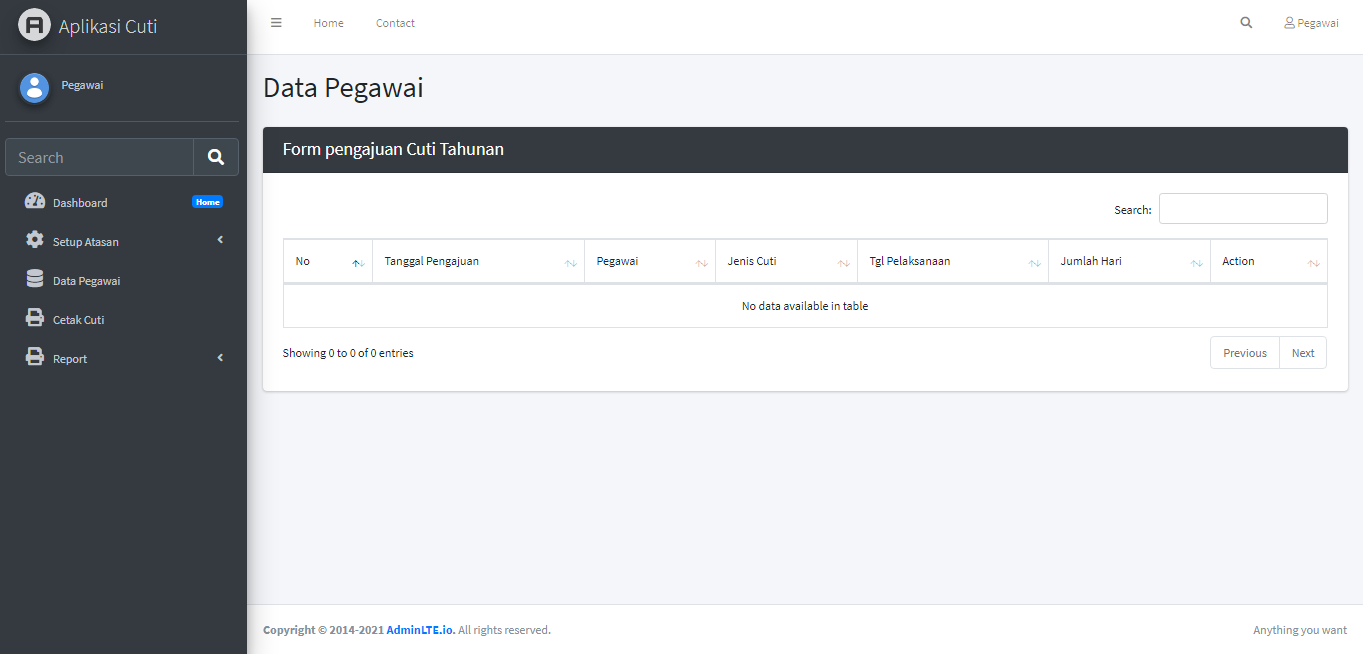 Aplikasi Cuti
Home Contact Pegawai
Pegawai
Search
Dashboard Home
Setup Atasan
Data Pegawai
Cetak Cuti
Report
Data Pegawai
Form pengajuan Cuti Tahunan
Search:
No Tanggal Pengajuan Pegawai Jenis Cuti Tgl Pelaksanaan Jumlah Hari Action
No data available in table
Showing 0 to 0 of 0 entries
Previous Next
Copyright © 2014-2021 AdminLTE.io. All rights reserved.
Anything you want